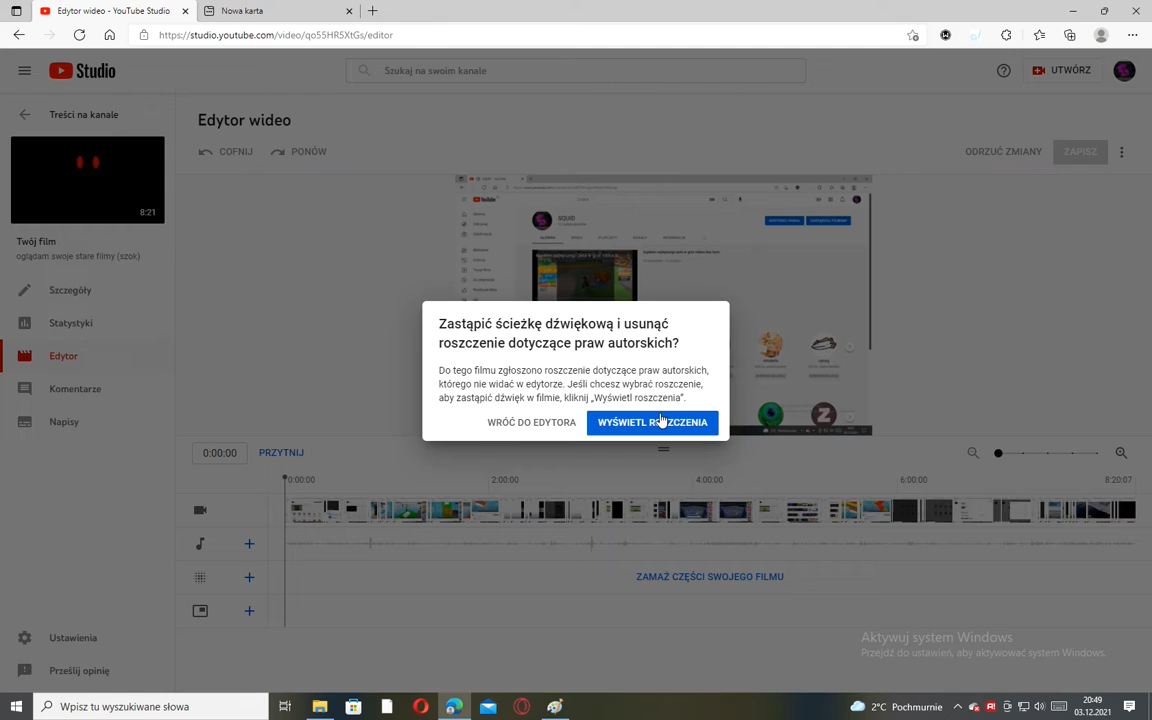 Edytor wideo - YouTube Studio
Nowa karta
https://studio.youtube.com/video/qo55HR5XtGs/editor
Studio
Szukaj na swoim kanale
UTWÓRZ
Treści na kanale
Edytor wideo
COFNIJ
PONÓW
ODRZUĆ ZMIANY
ZAPISZ
8:21
Twój film
oglądam swoje stare filmy (szok)
Szczegóły
Statystyki
Edytor
Komentarze
Napisy
SQUID
Zastąpić ścieżkę dźwiękową i usunąć
roszczenie dotyczące praw autorskich?
Do tego filmu zgłoszono roszczenie dotyczące praw autorskich,
którego nie widać w edytorze. Jeśli chcesz wybrać roszczenie,
aby zastąpić dźwięk w filmie, kliknij „Wyświetl roszczenia”.
WRÓĆ DO EDYTORA
WYŚWIETL ROSZCZENIA
0:00:00
PRZYTNIJ
0:00:00
2:00:00
4:00:00
6:00:00
8:20:07
ZAMAŻ CZĘŚCI SWOJEGO FILMU
Ustawienia
Prześlij opinię
Aktywuj system Windows
Przejdź do ustawień, aby aktywować system Windows.
Wpisz tu wyszukiwane słowa
2°C Pochmurnie
20:49
03.12.2021